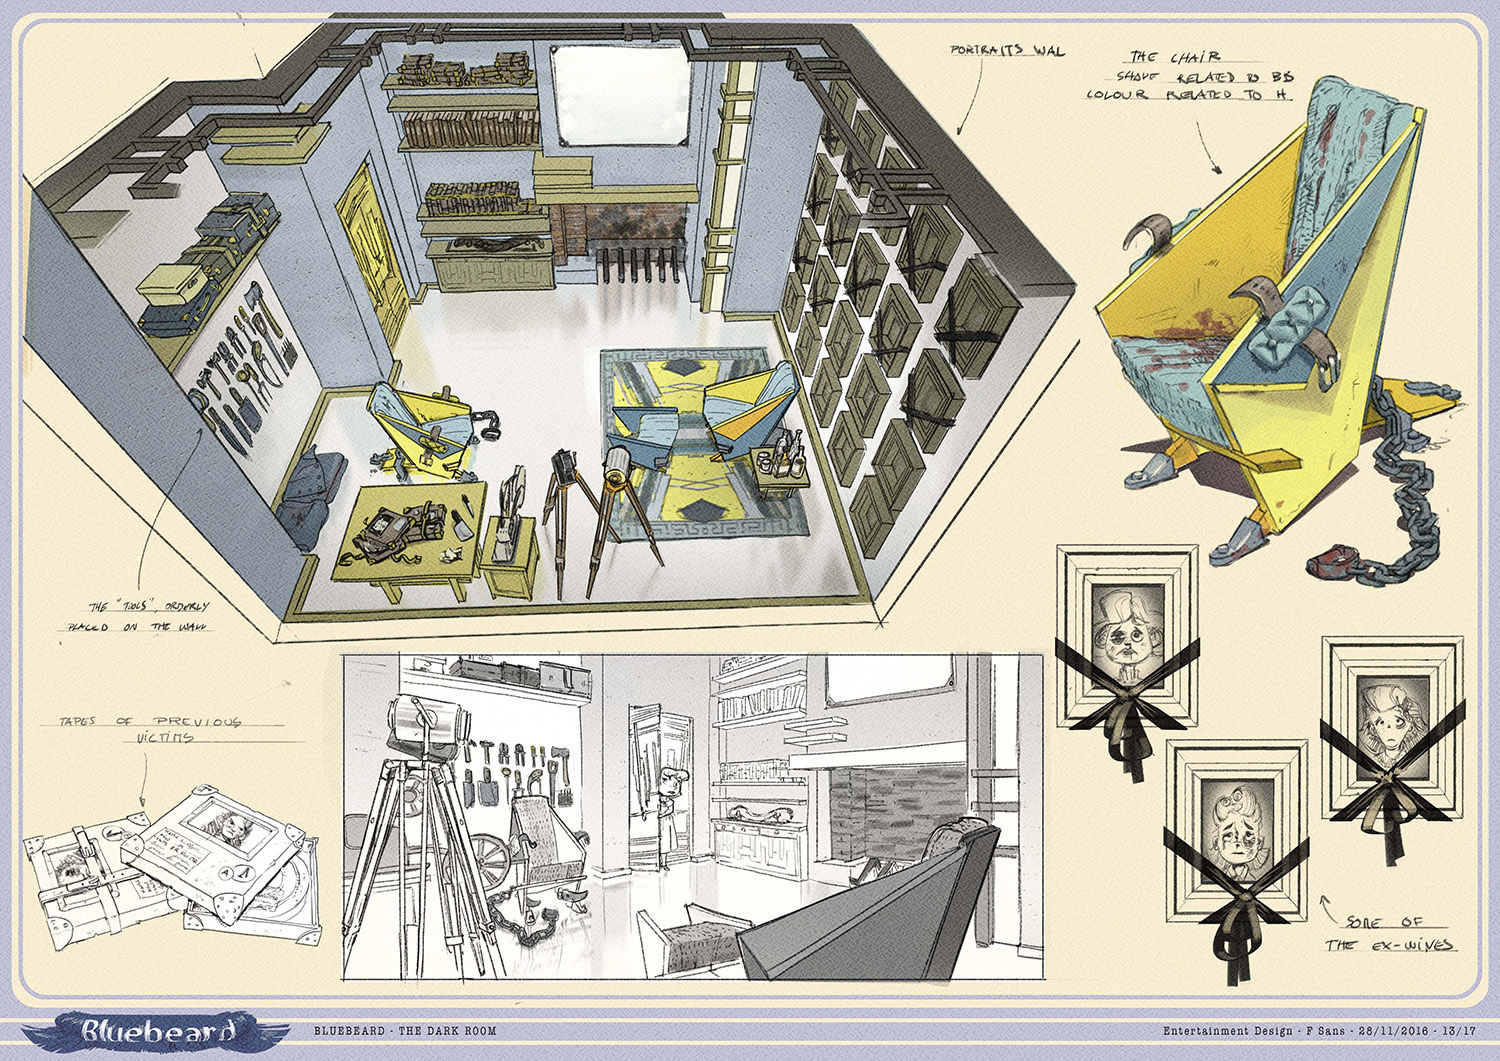 PORTRAITS WAL
THE CHAIR
SHAPE RELATED TO BB
COLOUR RELATED TO H
THE "TOOLS", ORDERLY
PLACED ON THE WALL
TAPES OF PREVIOUS
VICTIMS
SOME OF
THE EX-WIVES
Bluebeard
BLUEBEARD - THE DARK ROOM
Entertainment Design - F Sans - 28/11/2016 - 13/17